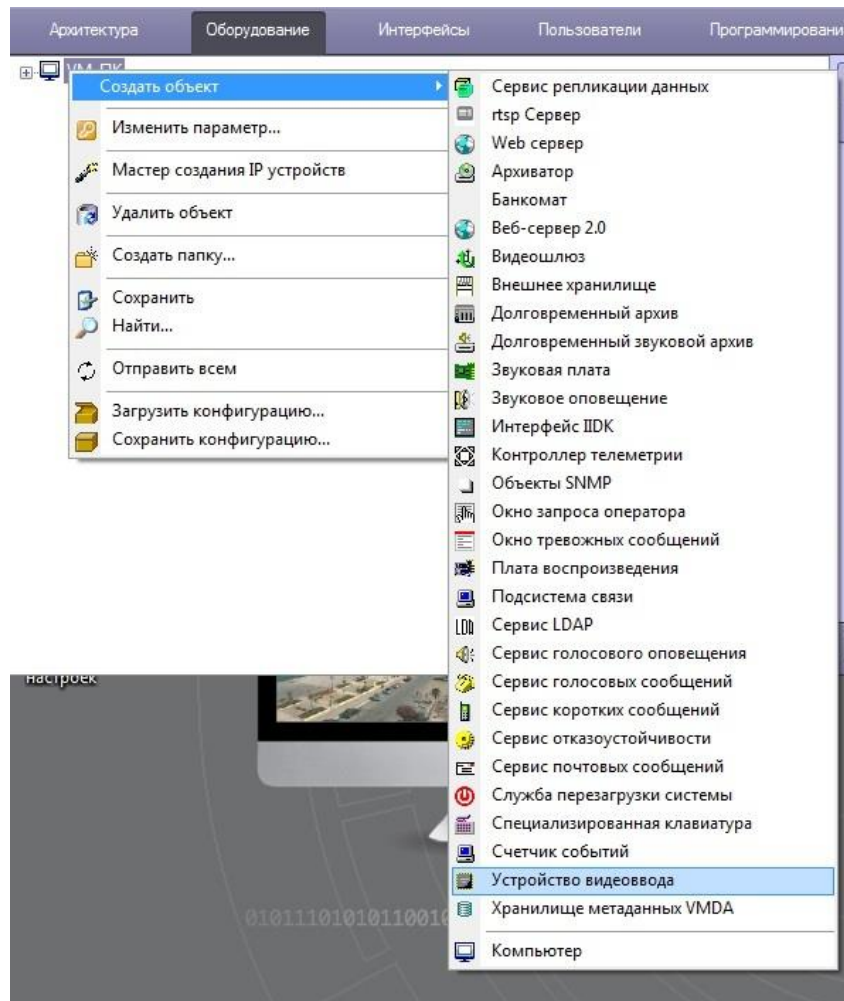 Архитектура Оборудование Интерфейсы Пользователи Программировани
VM-ПК
Создать объект
Изменить параметр...
Мастер создания IP устройств
Удалить объект
Создать папку...
Сохранить
Найти...
Отправить всем
Загрузить конфигурацию...
Сохранить конфигурацию...
Сервис репликации данных
rtsp Сервер
Web сервер
Архиватор
Банкомат
Веб-сервер 2.0
Видеошлюз
Внешнее хранилище
Долговременный архив
Долговременный звуковой архив
Звуковая плата
Звуковое оповещение
Интерфейс IIDK
Контроллер телеметрии
Объекты SNMP
Окно запроса оператора
Окно тревожных сообщений
Плата воспроизведения
Подсистема связи
Сервис LDAP
Сервис голосового оповещения
Сервис голосовых сообщений
Сервис коротких сообщений
Сервис отказоустойчивости
Сервис почтовых сообщений
Служба перезагрузки системы
Специализированная клавиатура
Счетчик событий
Устройство видеоввода
Хранилище метаданных VMDA
Компьютер
настроек